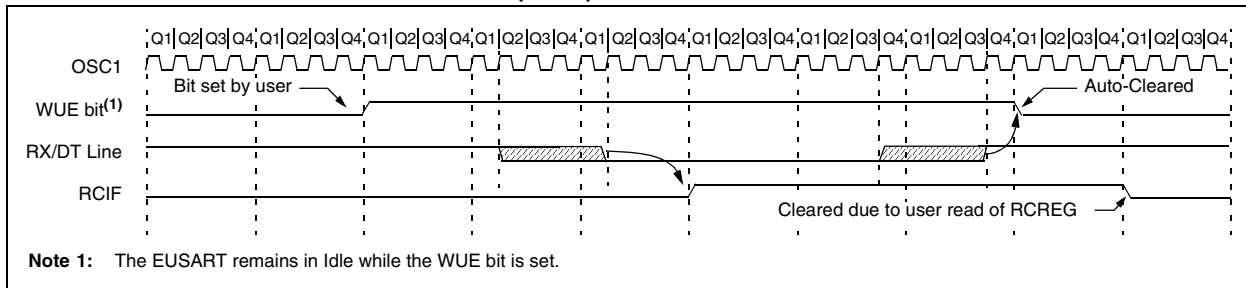 Q1 Q2 Q3 Q4 Q1 Q2 Q3 Q4 Q1 Q2 Q3 Q4 Q1 Q2 Q3 Q4 Q1 Q2 Q3 Q4 Q1 Q2 Q3 Q4 Q1 Q2 Q3 Q4 Q1 Q2 Q3 Q4 Q1 Q2 Q3 Q4 Q1 Q2 Q3 Q4
OSC1
Bit set by user
Auto-Cleared
WUE bit(1)
RX/DT Line
RCIF
Cleared due to user read of RCREG
Note 1: The EUSART remains in Idle while the WUE bit is set.